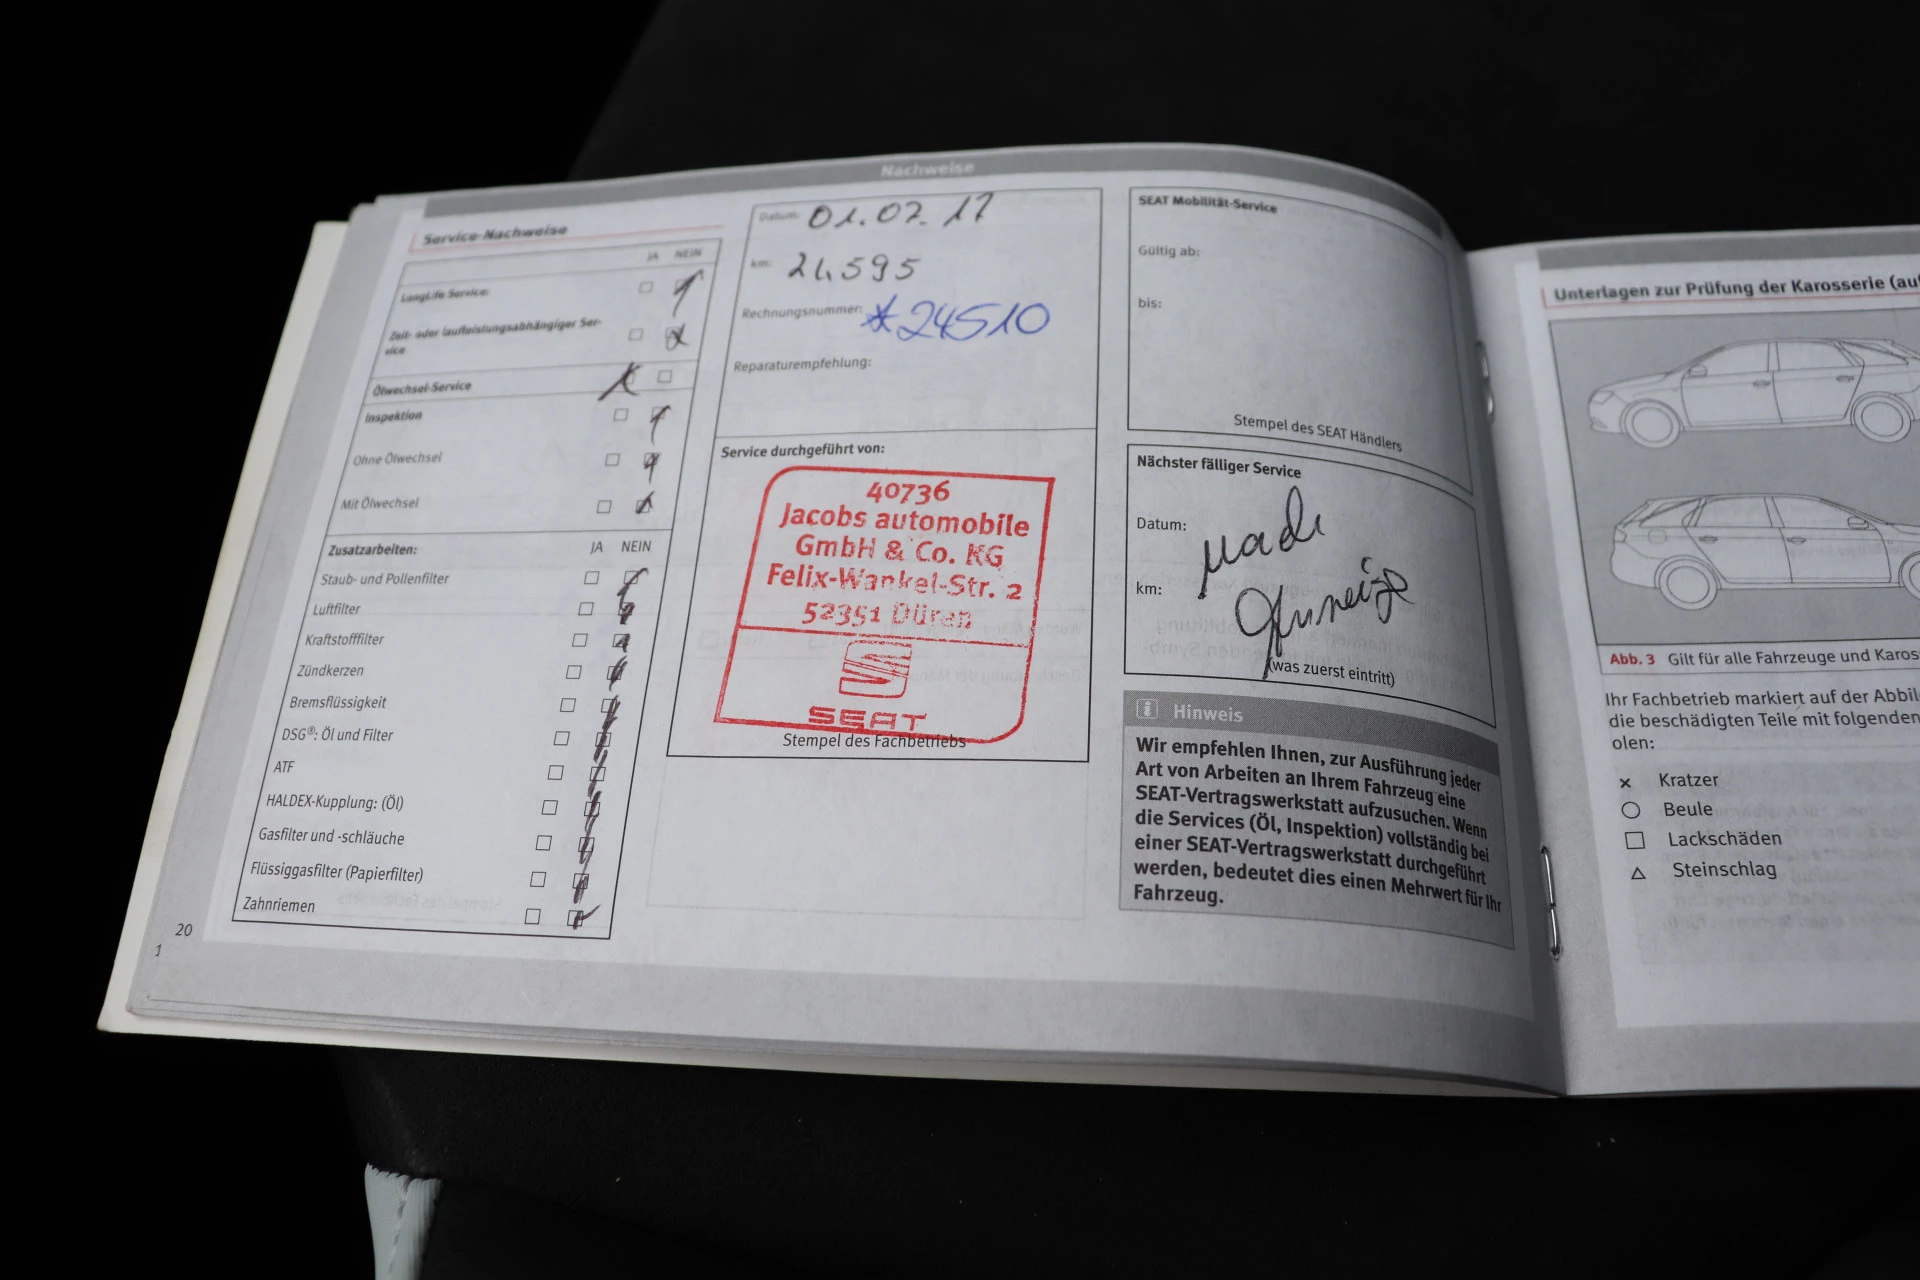 Nachweise
Service-Nachweise
JA NEIN
LongLife Service:
Zeit- oder laufleistungsabhängiger Ser-
vice
Ölwechsel-Service
Inspektion
Ohne Ölwechsel
Mit Ölwechsel
Zusatzarbeiten: JA NEIN
Staub- und Pollenfilter
Luftfilter
Kraftstofffilter
Zündkerzen
Bremsflüssigkeit
DSG®: Öl und Filter
ATF
HALDEX-Kupplung: (Öl)
Gasfilter und -schläuche
Flüssiggasfilter (Papierfilter)
Zahnriemen
20
1
Datum: 01.02.17
km: 24595
Rechnungsnummer: *24510
Reparaturempfehlung:
Service durchgeführt von:
40736
Jacobs automobile
GmbH & Co. KG
Felix-Wankel-Str. 2
52351 Düren
SEAT
Stempel des Fachbetriebs
SEAT Mobilität-Service
Gültig ab:
bis:
Stempel des SEAT Händlers
Nächster fälliger Service
Datum: nach
km: Anzeige
(was zuerst eintritt)
i Hinweis
Wir empfehlen Ihnen, zur Ausführung jeder
Art von Arbeiten an Ihrem Fahrzeug eine
SEAT-Vertragswerkstatt aufzusuchen. Wenn
die Services (Öl, Inspektion) vollständig bei
einer SEAT-Vertragswerkstatt durchgeführt
werden, bedeutet dies einen Mehrwert für Ihr
Fahrzeug.
Unterlagen zur Prüfung der Karosserie (auf
Abb. 3 Gilt für alle Fahrzeuge und Karos
Ihr Fachbetrieb markiert auf der Abbil
die beschädigten Teile mit folgenden
olen:
× Kratzer
○ Beule
□ Lackschäden
△ Steinschlag